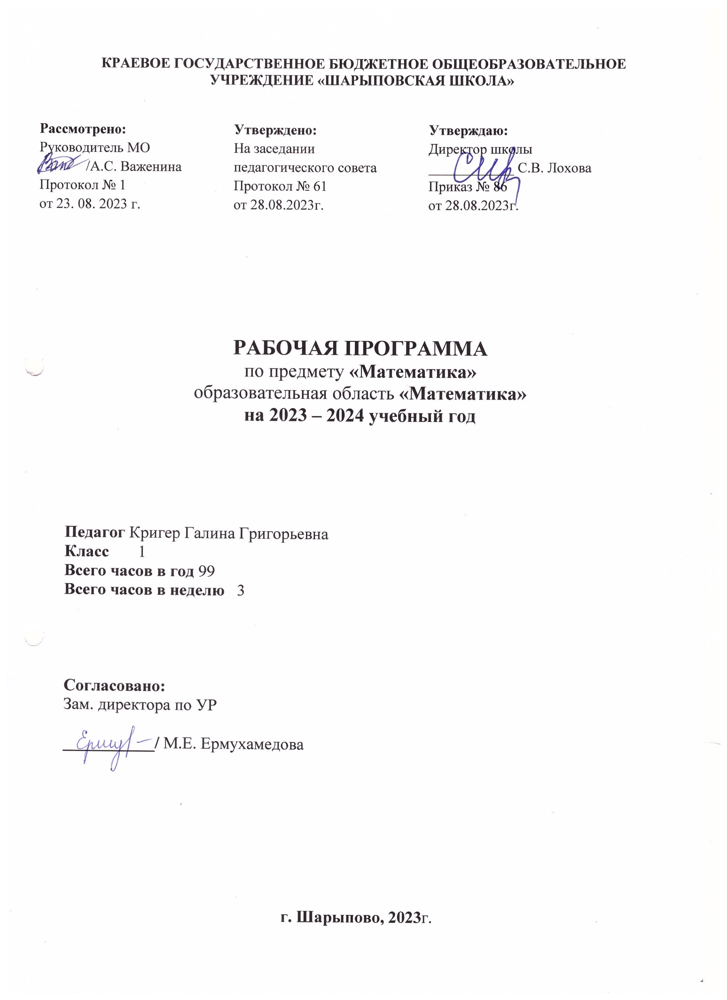 КРАЕВОЕ ГОСУДАРСТВЕННОЕ БЮДЖЕТНОЕ ОБЩЕОБРАЗОВАТЕЛЬНОЕ
УЧРЕЖДЕНИЕ «ШАРЫПОВСКАЯ ШКОЛА»
Рассмотрено:
Руководитель МО
/А.С. Важенина
Протокол № 1
от 23. 08. 2023 г.
Утверждено:
На заседании
педагогического совета
Протокол № 61
от 28.08.2023г.
Утверждаю:
Директор школы
____________ С.В. Лохова
Приказ № 86
от 28.08.2023г.
РАБОЧАЯ ПРОГРАММА
по предмету «Математика»
образовательная область «Математика»
на 2023 – 2024 учебный год
Педагог Кригер Галина Григорьевна
Класс 1
Всего часов в год 99
Всего часов в неделю 3
Согласовано:
Зам. директора по УР
___________/ М.Е. Ермухамедова
г. Шарыпово, 2023г.